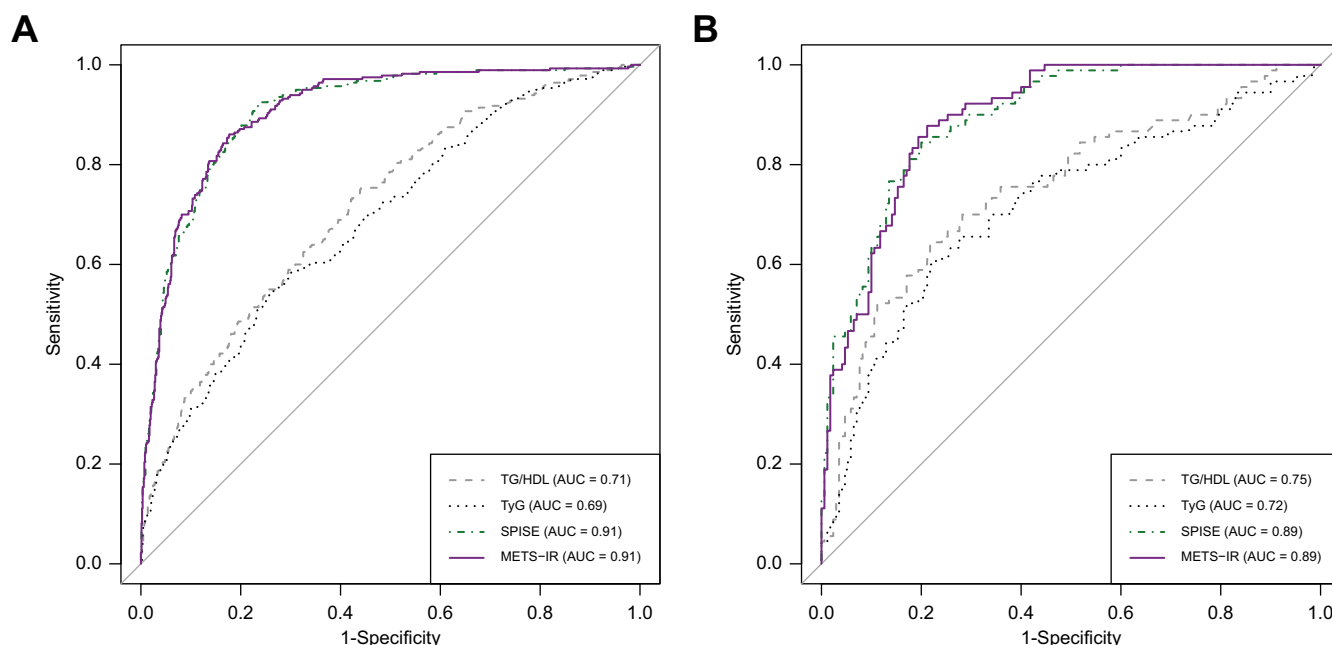 A
Sensitivity
1.0
0.8
0.6
0.4
0.2
0.0
TG/HDL (AUC = 0.71)
TyG (AUC = 0.69)
SPISE (AUC = 0.91)
METS−IR (AUC = 0.91)
0.0 0.2 0.4 0.6 0.8 1.0
1-Specificity
B
Sensitivity
1.0
0.8
0.6
0.4
0.2
0.0
TG/HDL (AUC = 0.75)
TyG (AUC = 0.72)
SPISE (AUC = 0.89)
METS−IR (AUC = 0.89)
0.0 0.2 0.4 0.6 0.8 1.0
1-Specificity